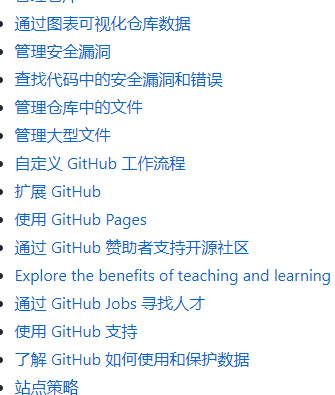 通过图表可视化仓库数据
管理安全漏洞
查找代码中的安全漏洞和错误
管理仓库中的文件
管理大型文件
自定义 GitHub 工作流程
扩展 GitHub
使用 GitHub Pages
通过 GitHub 赞助者支持开源社区
Explore the benefits of teaching and learning
通过 GitHub Jobs 寻找人才
使用 GitHub 支持
了解 GitHub 如何使用和保护数据
站点策略